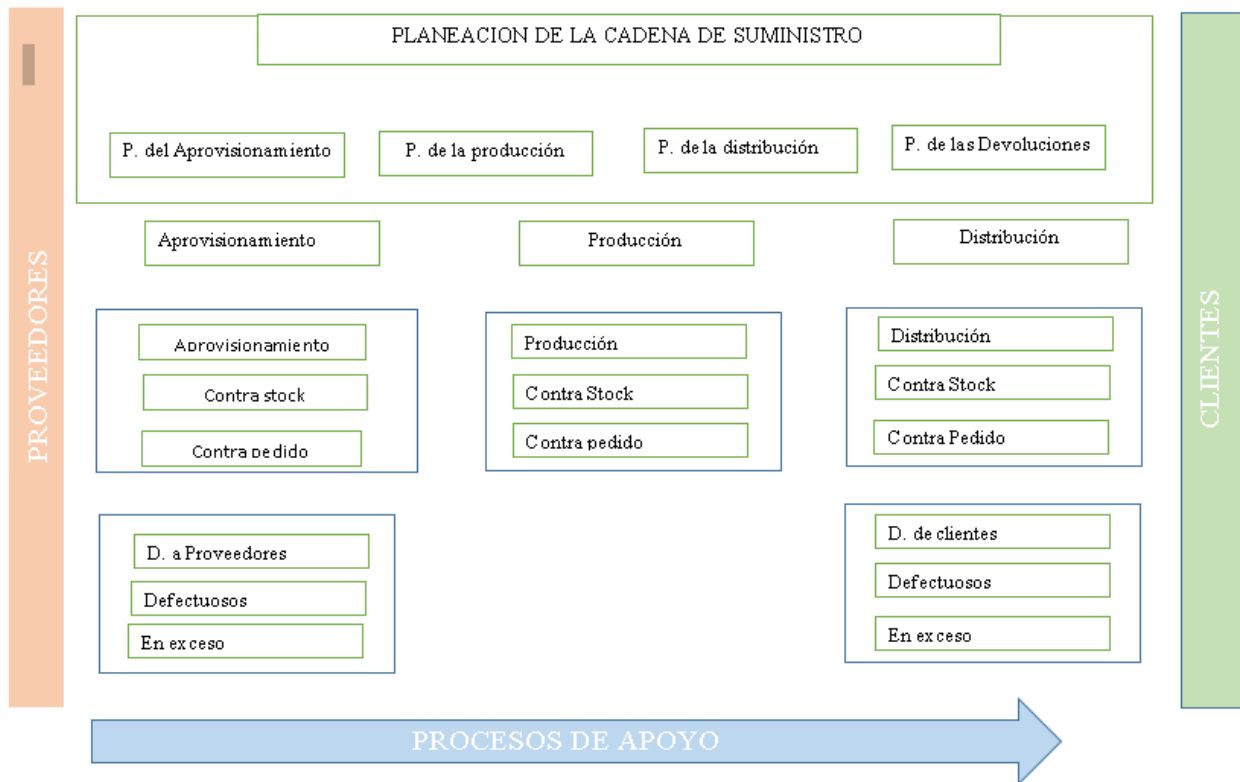 PLANEACION DE LA CADENA DE SUMINISTRO
P. del Aprovisionamiento
P. de la producción
P. de la distribución
P. de las Devoluciones
Aprovisionamiento
Producción
Distribución
PROVEEDORES
CLIENTES
Aprovisionamiento
Contra stock
Contra pedido
Producción
Contra Stock
Contra pedido
Distribución
Contra Stock
Contra Pedido
D. a Proveedores
Defectuosos
En exceso
D. de clientes
Defectuosos
En exceso
PROCESOS DE APOYO